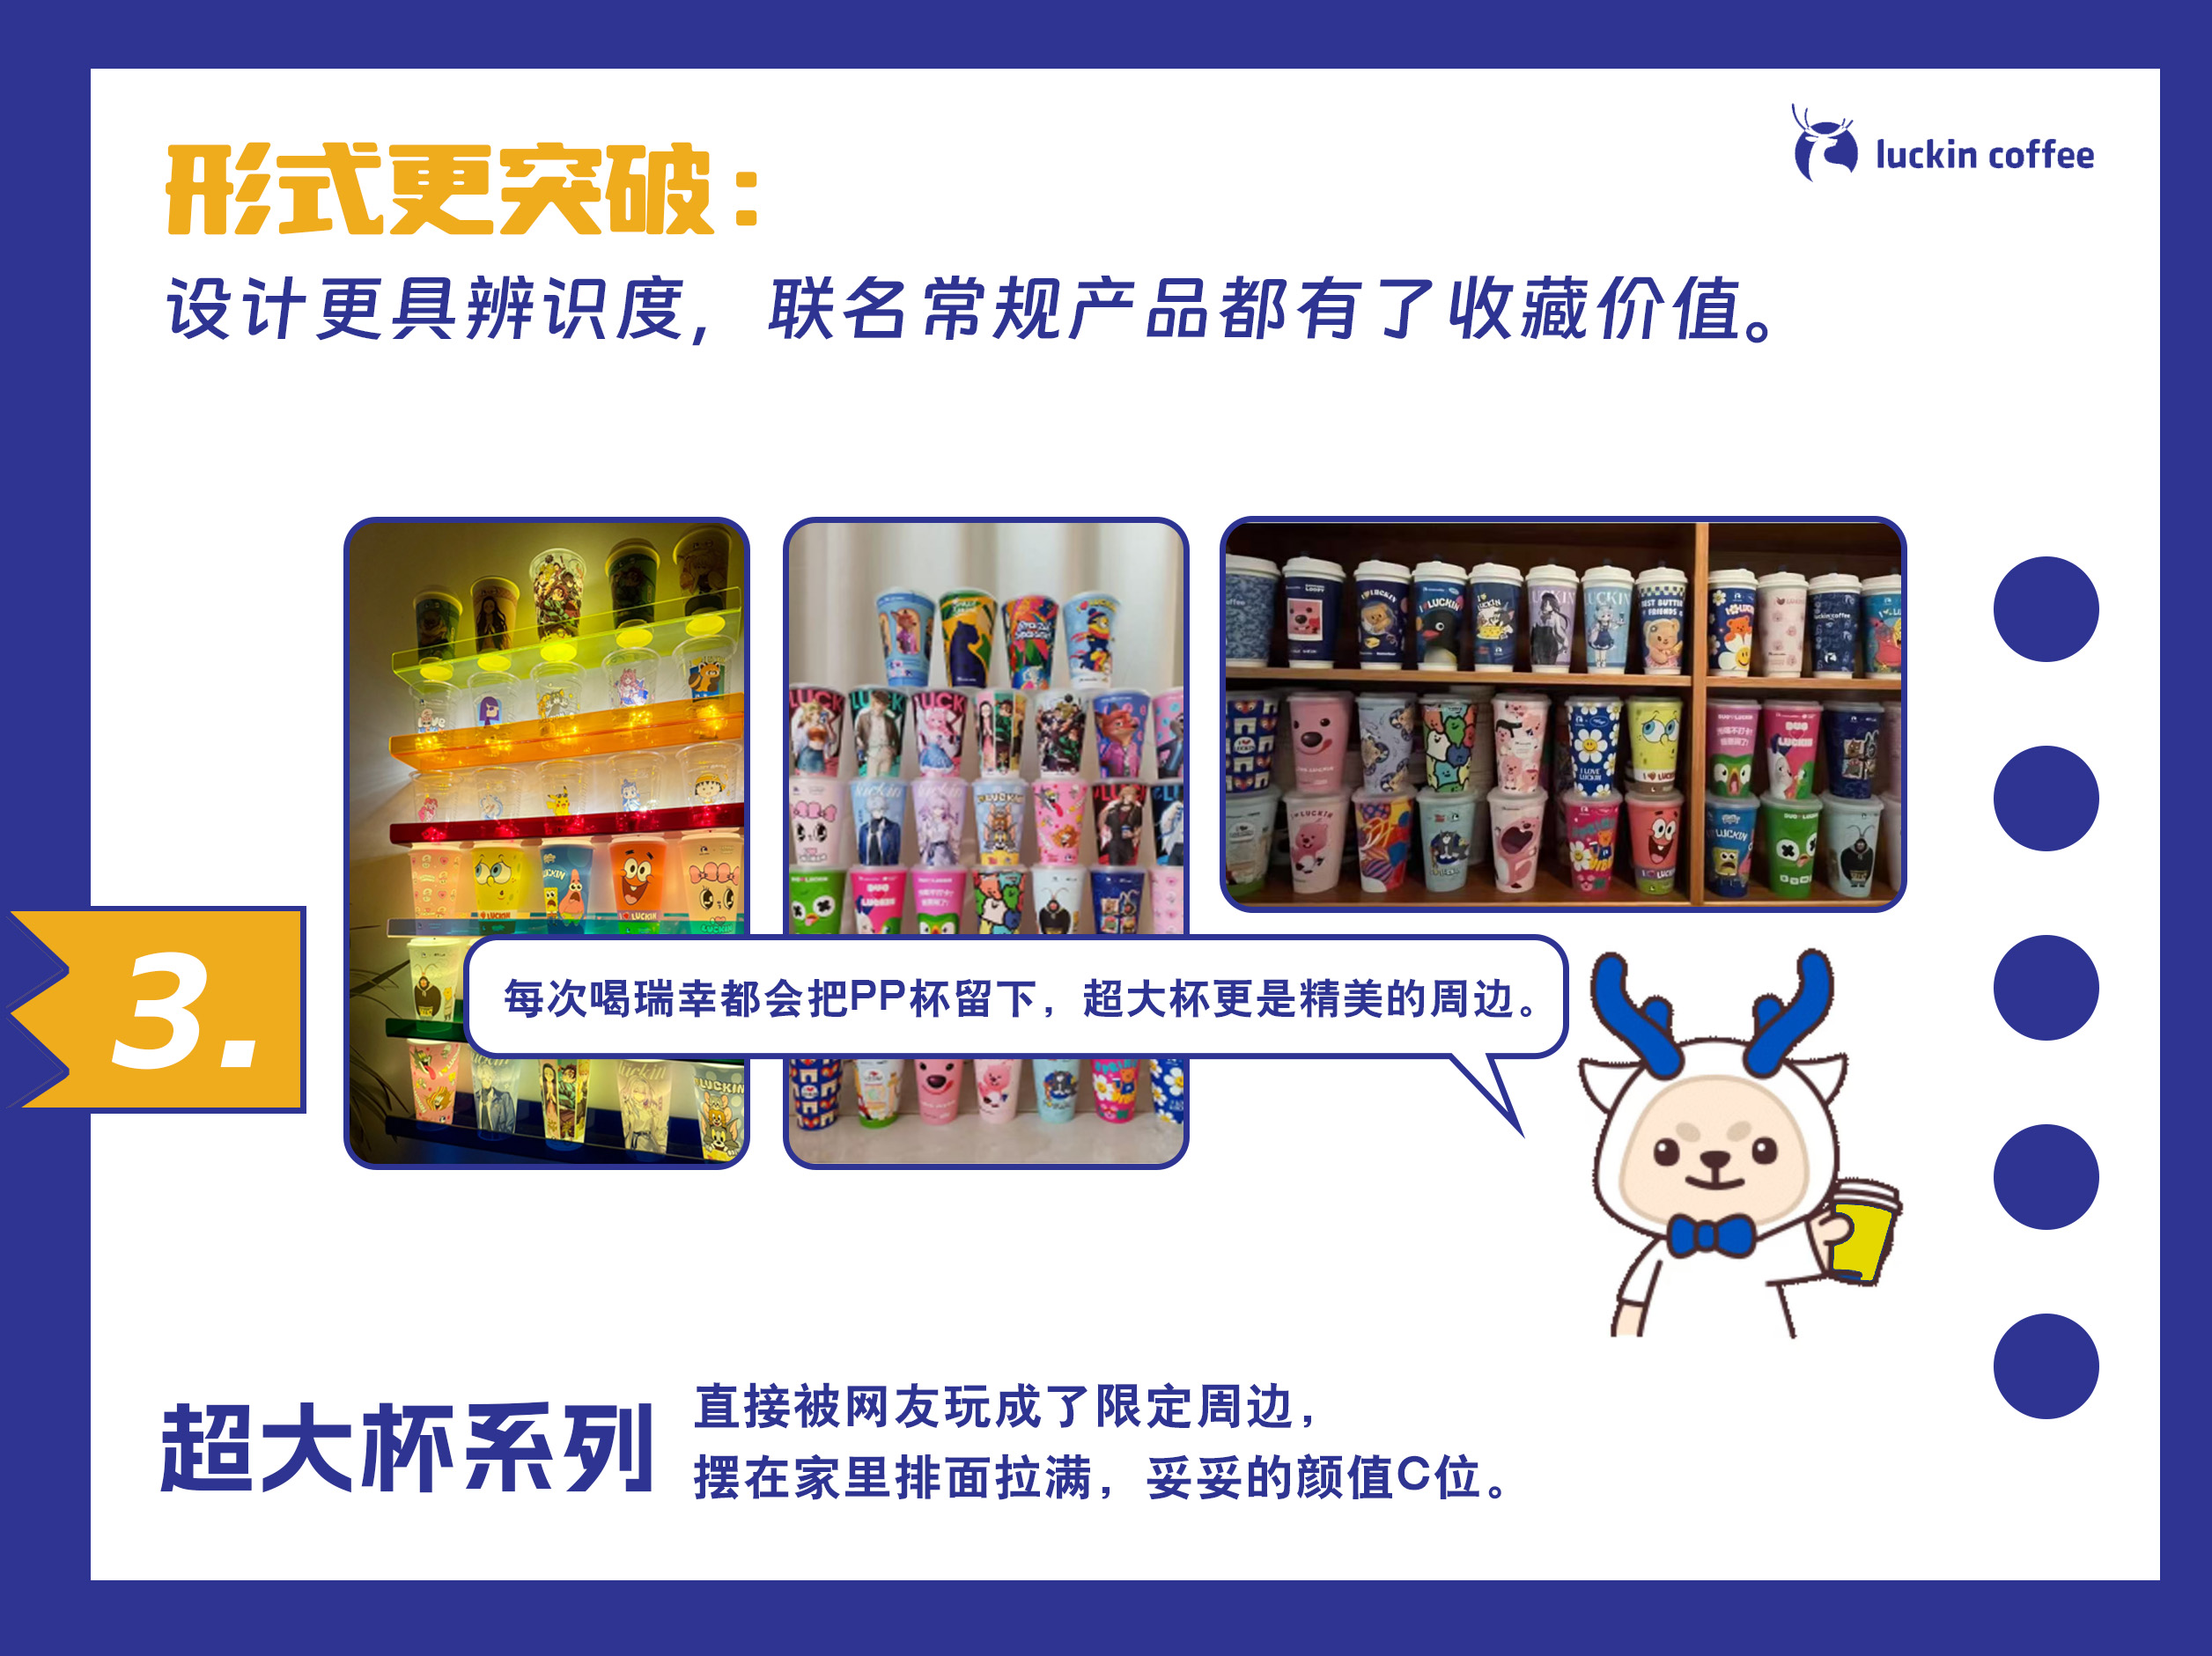 形式更突破：
luckin coffee
设计更具辨识度，联名常规产品都有了收藏价值。
3.
每次喝瑞幸都会把PP杯留下，超大杯更是精美的周边。
超大杯系列
直接被网友玩成了限定周边，
摆在家里排面拉满，妥妥的颜值C位。